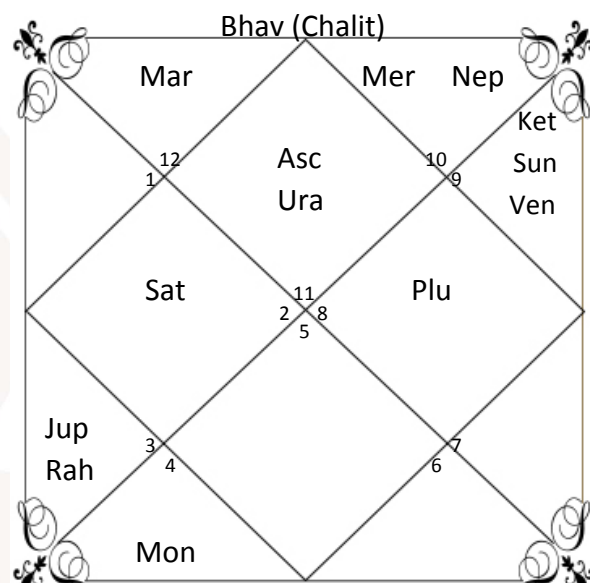 Bhav (Chalit)
Mar
Mer Nep
Ket
Sun
Ven
12
1
Asc
Ura
10
9
Sat
11
2 8
5
Plu
Jup
Rah
3
4
7
6
Mon